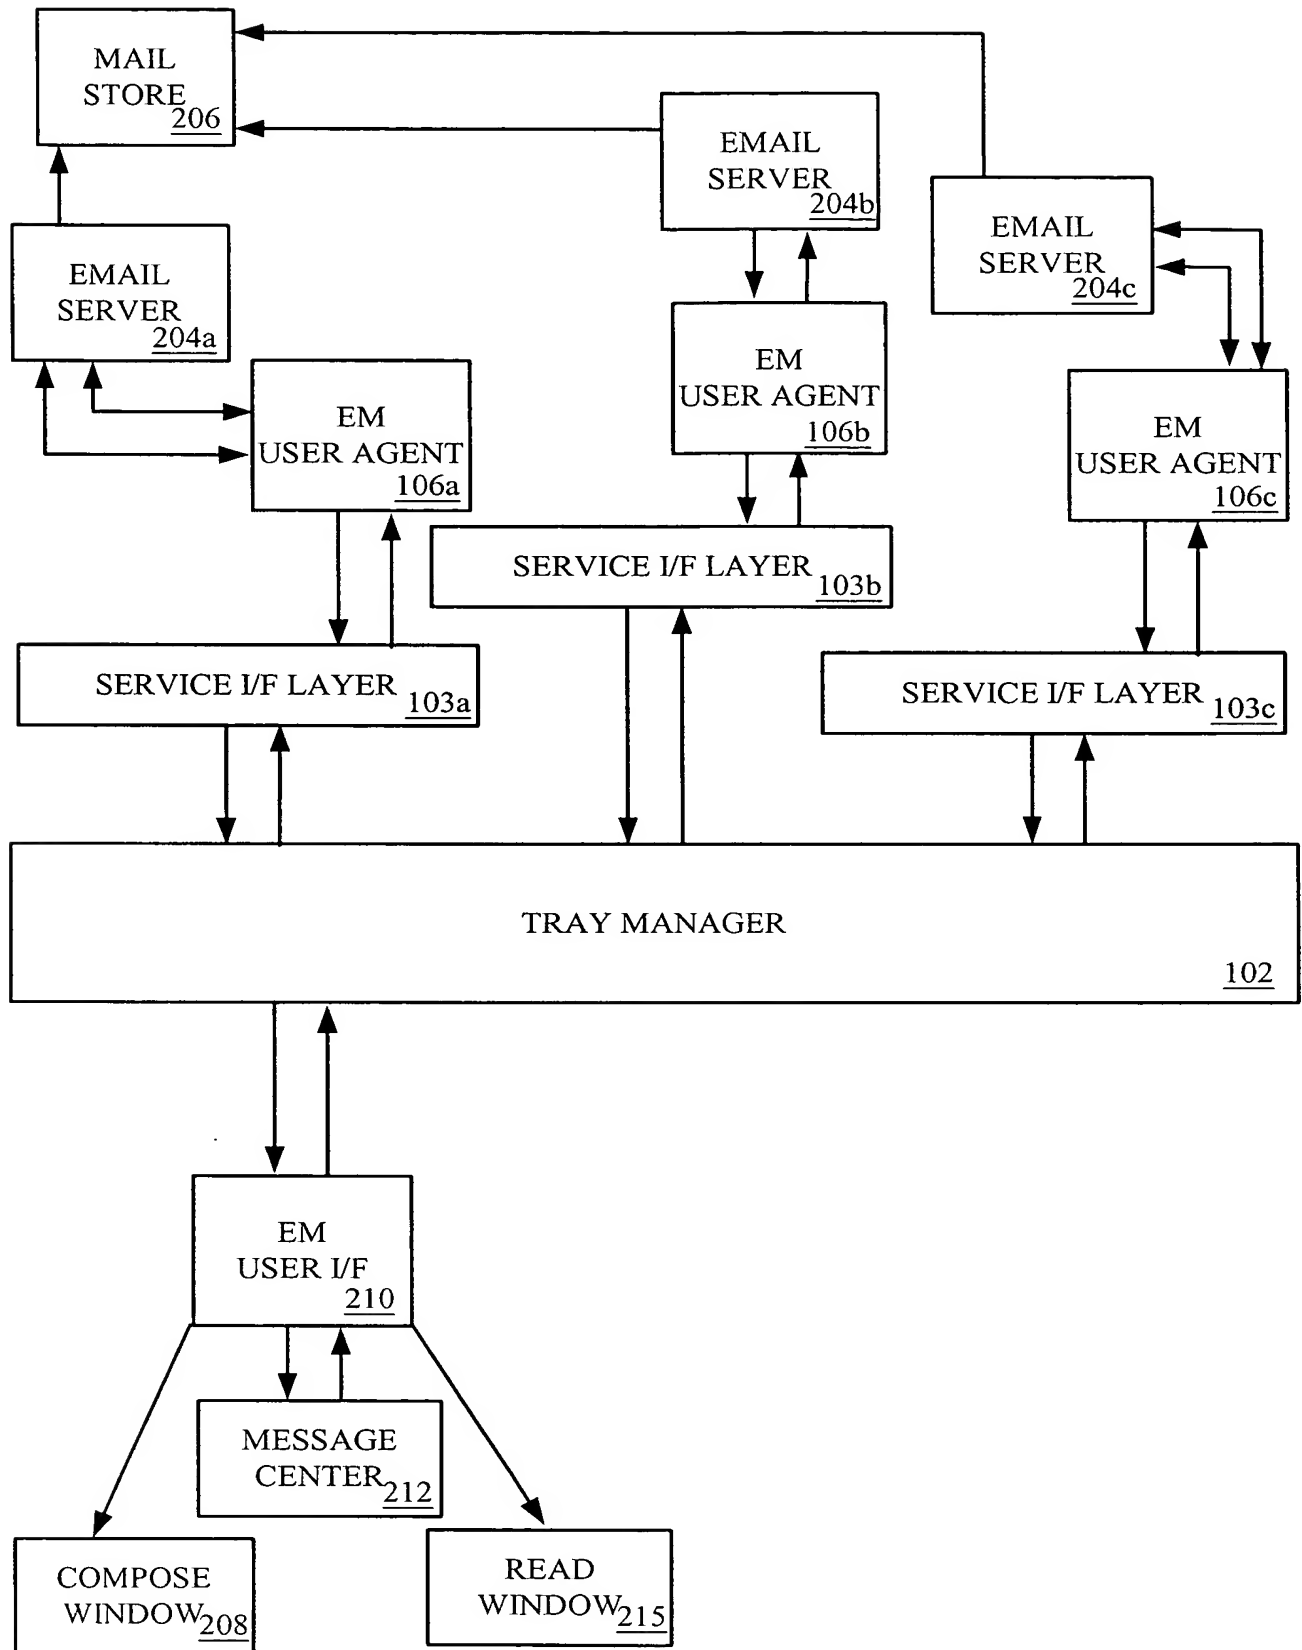 MAIL
STORE
206
EMAIL
SERVER
204b
EMAIL
SERVER
204c
EMAIL
SERVER
204a
EM
USER AGENT
106b
EM
USER AGENT
106a
EM
USER AGENT
106c
SERVICE I/F LAYER
103b
SERVICE I/F LAYER
103a
SERVICE I/F LAYER
103c
TRAY MANAGER
102
EM
USER I/F
210
MESSAGE
CENTER
212
COMPOSE
WINDOW
208
READ
WINDOW
215